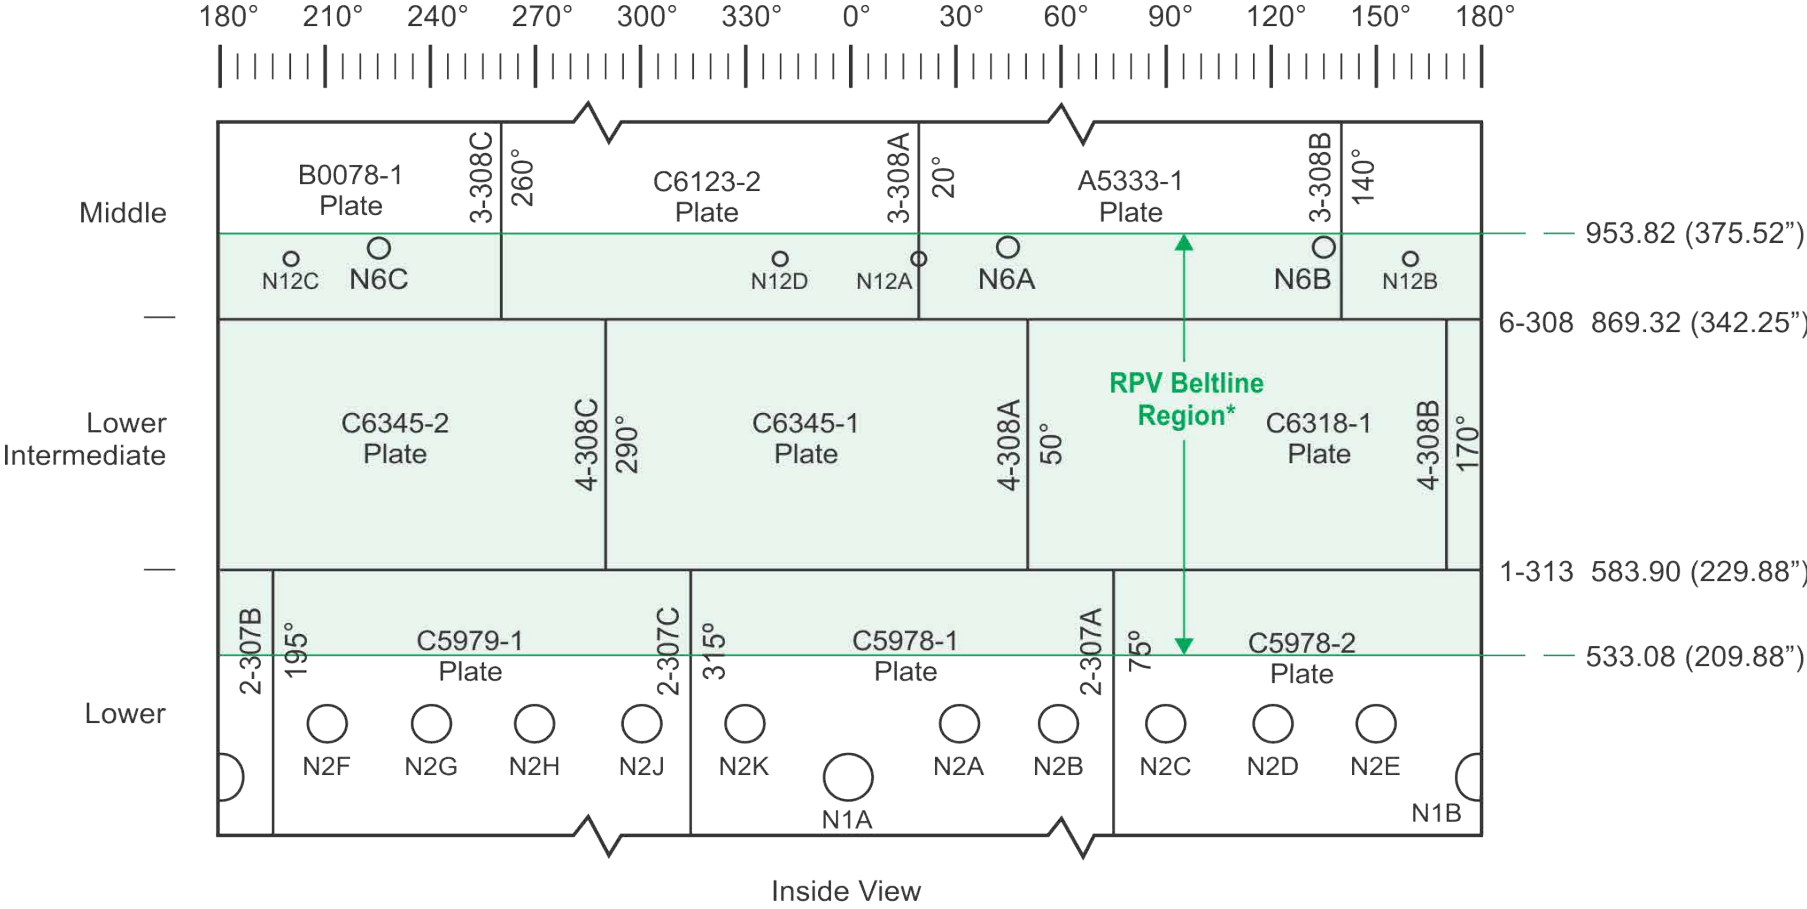 180° 210° 240° 270° 300° 330° 0° 30° 60° 90° 120° 150° 180°
Middle
B0078-1
Plate
3-308C
260°
C6123-2
Plate
3-308A
20°
A5333-1
Plate
3-308B
140°
953.82 (375.52”)
N12C
N6C
N12D
N12A
N6A
N6B
N12B
6-308 869.32 (342.25”)
Lower
Intermediate
C6345-2
Plate
4-308C
290°
C6345-1
Plate
4-308A
50°
RPV Beltline
Region*
C6318-1
Plate
4-308B
170°
1-313 583.90 (229.88”)
Lower
2-307B
195°
C5979-1
Plate
2-307C
315°
C5978-1
Plate
2-307A
75°
C5978-2
Plate
533.08 (209.88”)
N2F N2G N2H N2J N2K N2A N2B N2C N2D N2E
N1A
N1B
Inside View